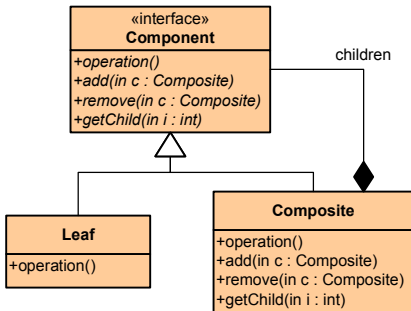 «interface»
Component
+operation()
+add(in c : Composite)
+remove(in c : Composite)
+getChild(in i : int)
children
Leaf
+operation()
Composite
+operation()
+add(in c : Composite)
+remove(in c : Composite)
+getChild(in i : int)